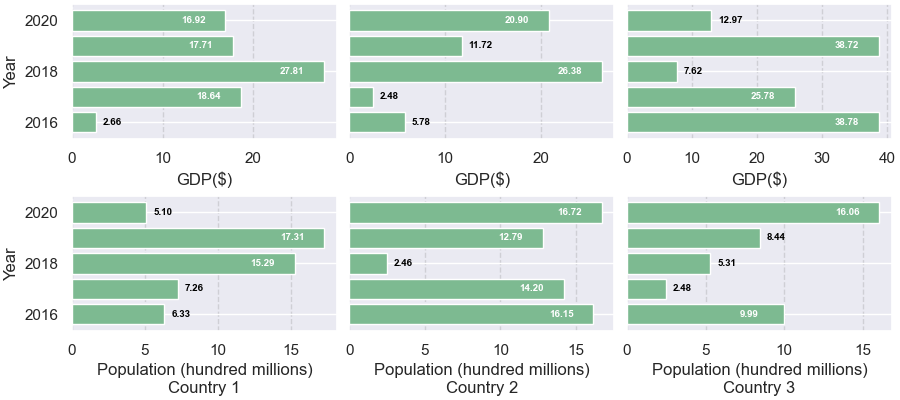 Year
2020
2018
2016
16.92
17.71
27.81
18.64
2.66
0 10 20
GDP($)
20.90
11.72
26.38
2.48
5.78
0 10 20
GDP($)
12.97
38.72
7.62
25.78
38.78
0 10 20 30 40
GDP($)
Year
2020
2018
2016
5.10
17.31
15.29
7.26
6.33
0 5 10 15
Population (hundred millions)
Country 1
16.72
12.79
2.46
14.20
16.15
0 5 10 15
Population (hundred millions)
Country 2
16.06
8.44
5.31
2.48
9.99
0 5 10 15
Population (hundred millions)
Country 3